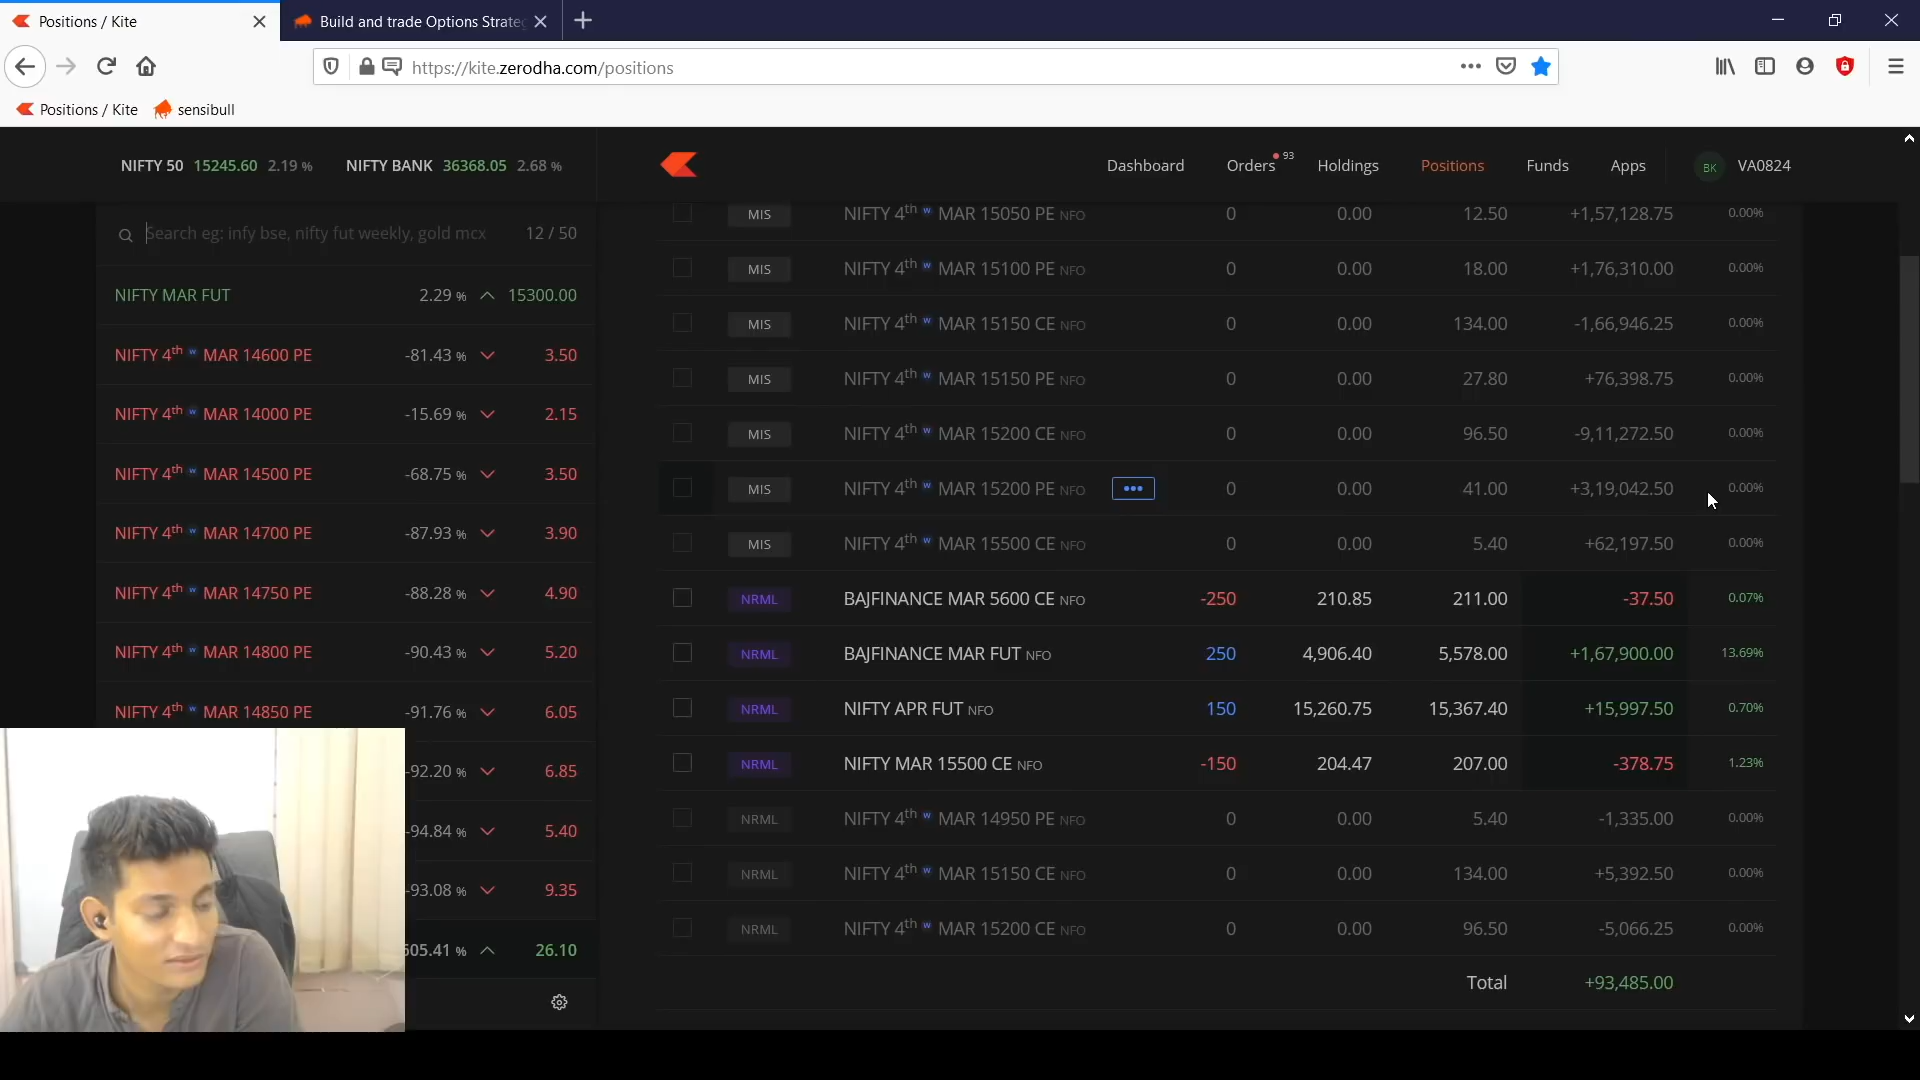 Positions / Kite
Build and trade Options Strateg
https://kite.zerodha.com/positions
Positions / Kite
sensibull
NIFTY 50 15245.60 2.19 %
NIFTY BANK 36368.05 2.68 %
Dashboard
Orders 93
Holdings
Positions
Funds
Apps
BK VA0824
Search eg: infy bse, nifty fut weekly, gold mcx 12 / 50
NIFTY MAR FUT 2.29 % 15300.00
NIFTY 4th w MAR 14600 PE -81.43 % 3.50
NIFTY 4th w MAR 14000 PE -15.69 % 2.15
NIFTY 4th w MAR 14500 PE -68.75 % 3.50
NIFTY 4th w MAR 14700 PE -87.93 % 3.90
NIFTY 4th w MAR 14750 PE -88.28 % 4.90
NIFTY 4th w MAR 14800 PE -90.43 % 5.20
NIFTY 4th w MAR 14850 PE -91.76 % 6.05
-92.20 % 6.85
-94.84 % 5.40
-93.08 % 9.35
605.41 % 26.10
MIS NIFTY 4th w MAR 15050 PE NFO 0 0.00 12.50 +1,57,128.75 0.00%
MIS NIFTY 4th w MAR 15100 PE NFO 0 0.00 18.00 +1,76,310.00 0.00%
MIS NIFTY 4th w MAR 15150 CE NFO 0 0.00 134.00 -1,66,946.25 0.00%
MIS NIFTY 4th w MAR 15150 PE NFO 0 0.00 27.80 +76,398.75 0.00%
MIS NIFTY 4th w MAR 15200 CE NFO 0 0.00 96.50 -9,11,272.50 0.00%
MIS NIFTY 4th w MAR 15200 PE NFO 0 0.00 41.00 +3,19,042.50 0.00%
MIS NIFTY 4th w MAR 15500 CE NFO 0 0.00 5.40 +62,197.50 0.00%
NRML BAJFINANCE MAR 5600 CE NFO -250 210.85 211.00 -37.50 0.07%
NRML BAJFINANCE MAR FUT NFO 250 4,906.40 5,578.00 +1,67,900.00 13.69%
NRML NIFTY APR FUT NFO 150 15,260.75 15,367.40 +15,997.50 0.70%
NRML NIFTY MAR 15500 CE NFO -150 204.47 207.00 -378.75 1.23%
NRML NIFTY 4th w MAR 14950 PE NFO 0 0.00 5.40 -1,335.00 0.00%
NRML NIFTY 4th w MAR 15150 CE NFO 0 0.00 134.00 +5,392.50 0.00%
NRML NIFTY 4th w MAR 15200 CE NFO 0 0.00 96.50 -5,066.25 0.00%
Total +93,485.00